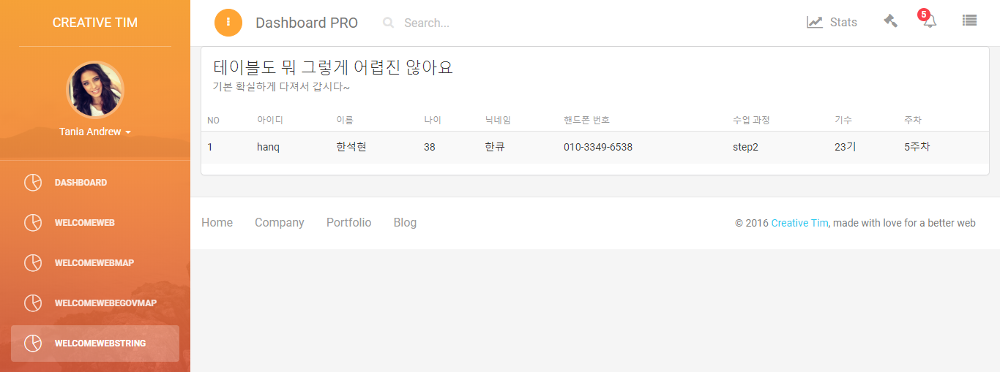 CREATIVE TIM
Tania Andrew
DASHBOARD
WELCOMEWEB
WELCOMEWEBMAP
WELCOMEWEBEGOVMAP
WELCOMEWEBSTRING
Dashboard PRO Search... Stats 5
테이블도 뭐 그렇게 어렵진 않아요
기본 확실하게 다져서 갑시다~
NO 아이디 이름 나이 닉네임 핸드폰 번호 수업 과정 기수 주차
1 hanq 한석현 38 한큐 010-3349-6538 step2 23기 5주차
Home Company Portfolio Blog © 2016 Creative Tim, made with love for a better web